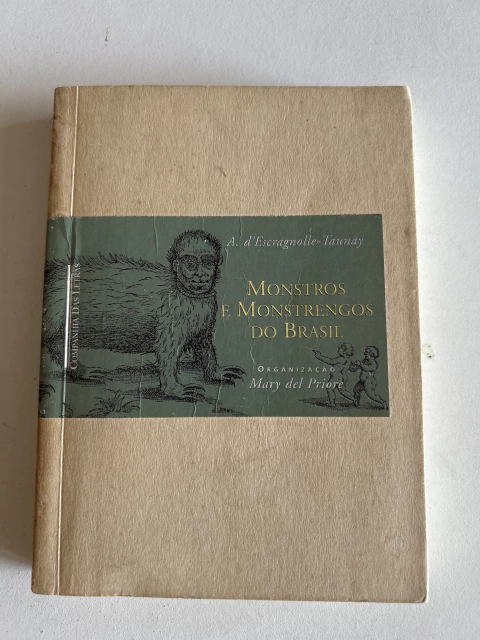 A. d'Escragnolle-Taunay
MONSTROS
E MONSTRENGOS
DO BRASIL
ORGANIZAÇÃO
Mary del Priore
COMPANHIA DAS LETRAS